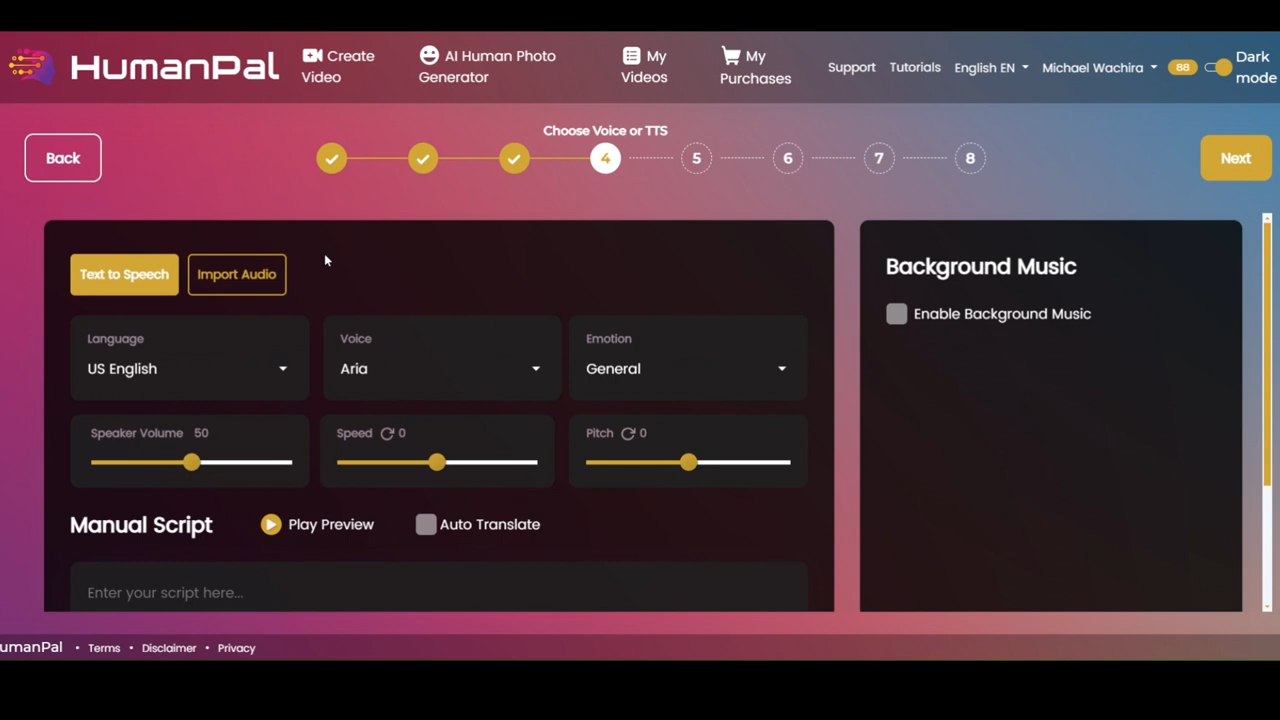 HumanPal
Create Video
AI Human Photo Generator
My Videos
My Purchases
Support
Tutorials
English EN
Michael Wachira
88
Dark mode
Choose Voice or TTS
Back
4
5
6
7
8
Next
Text to Speech
Import Audio
Background Music
Enable Background Music
Language
US English
Voice
Aria
Emotion
General
Speaker Volume 50
Speed 0
Pitch 0
Manual Script
Play Preview
Auto Translate
Enter your script here...
umanPal • Terms • Disclaimer • Privacy